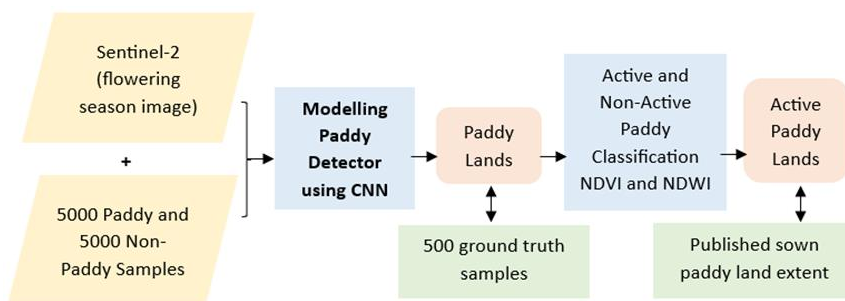 Sentinel-2
(flowering
season image)
+
5000 Paddy and
5000 Non-
Paddy Samples
Modelling
Paddy
Detector
using CNN
Paddy
Lands
500 ground truth
samples
Active and
Non-Active
Paddy
Classification
NDVI and NDWI
Active
Paddy
Lands
Published sown
paddy land extent